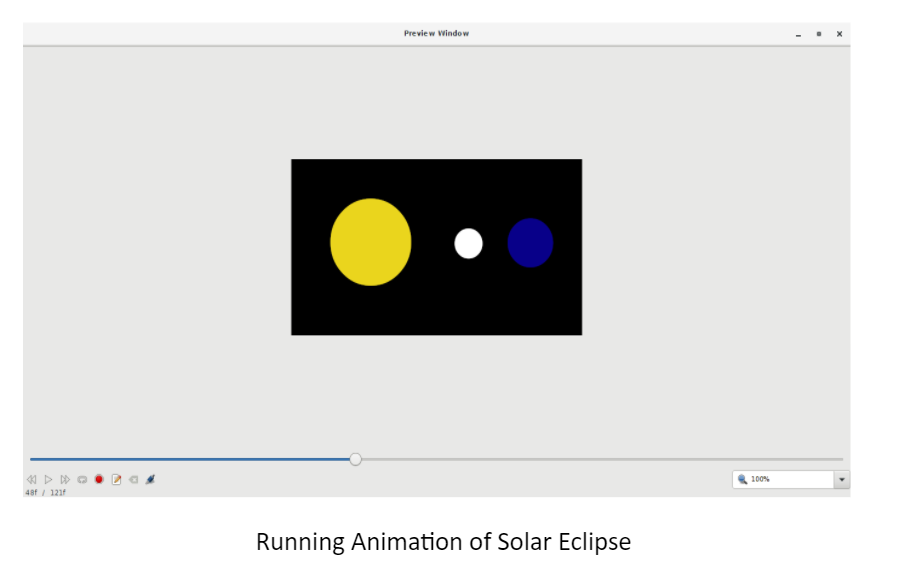 Preview Window
100%
48f / 121f
Running Animation of Solar Eclipse